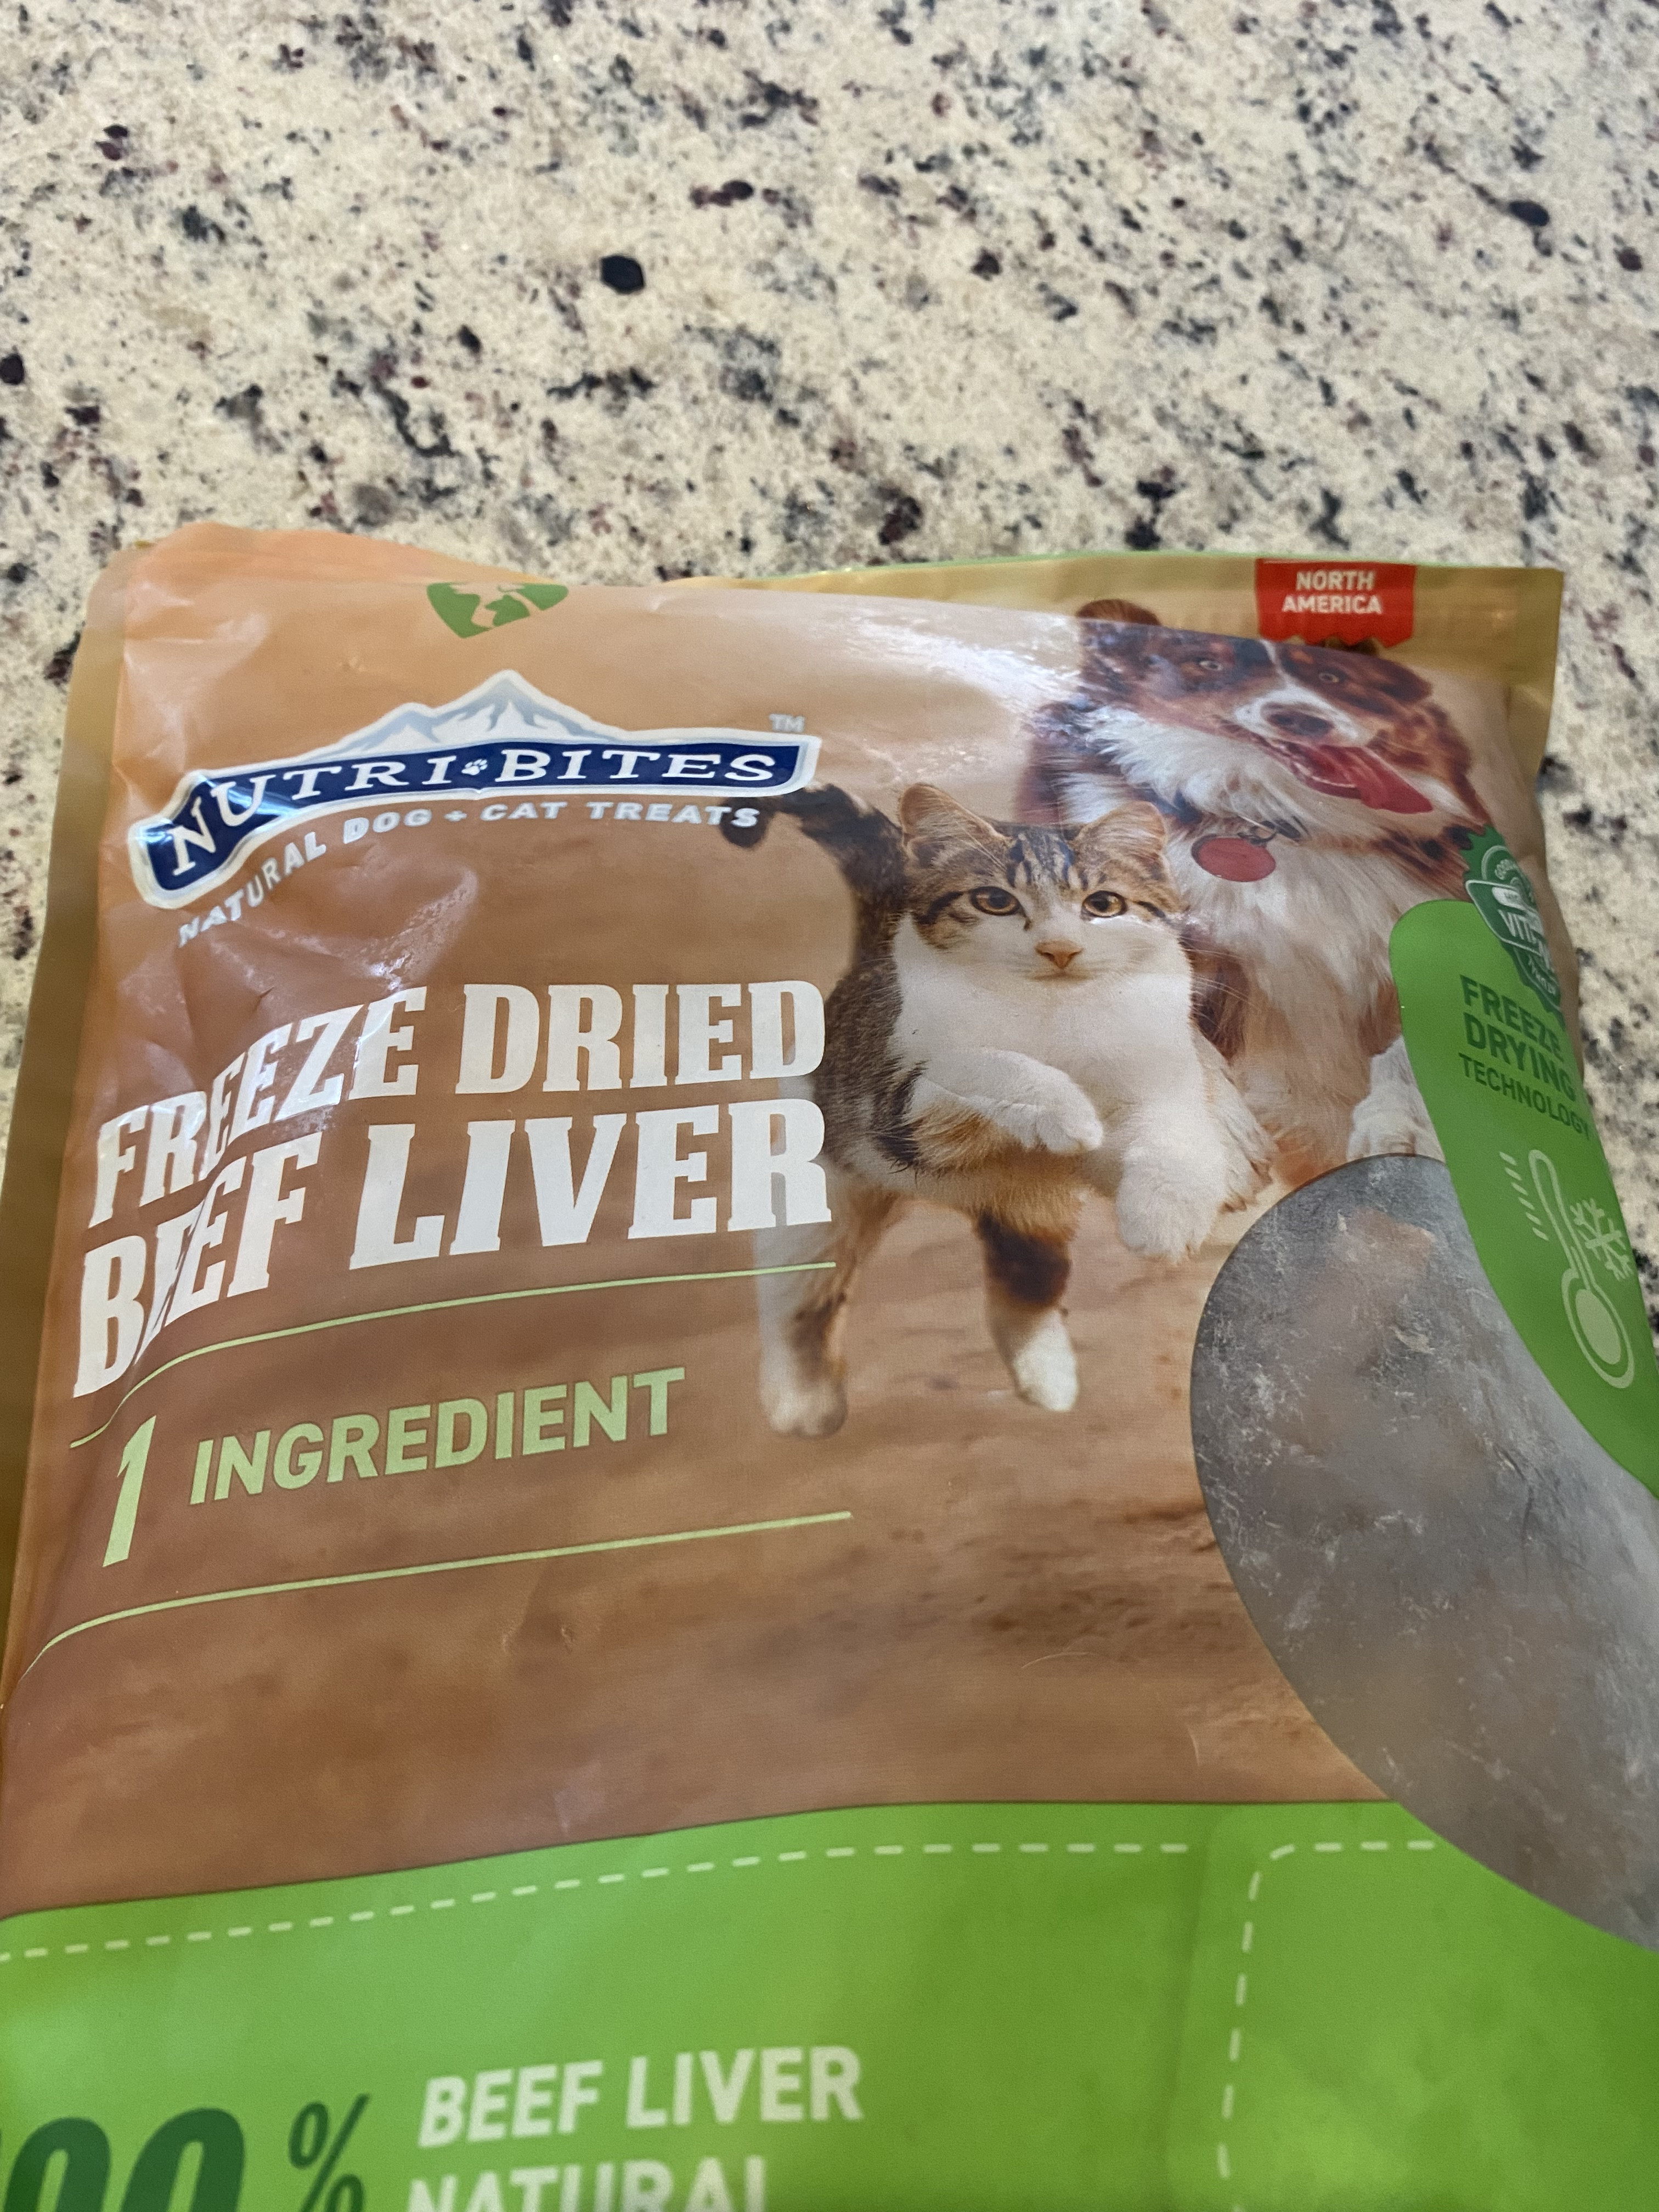 NORTH
AMERICA
NUTRI BITES
TM
NATURAL DOG + CAT TREATS
FREEZE DRIED
BEEF LIVER
1 INGREDIENT
FREEZE
DRYING
TECHNOLOGY
%
BEEF LIVER
NATURAL